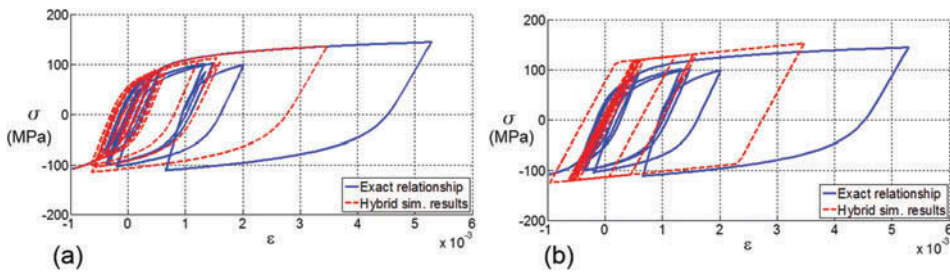 200
100
σ
0
(MPa)
-100
-200
-1
0
1
2
3
4
5
6
ε
x 10⁻³
Exact relationship
Hybrid sim. results
(a)
200
100
σ
0
(MPa)
-100
-200
-1
0
1
2
3
4
5
6
ε
x 10⁻³
Exact relationship
Hybrid sim. results
(b)